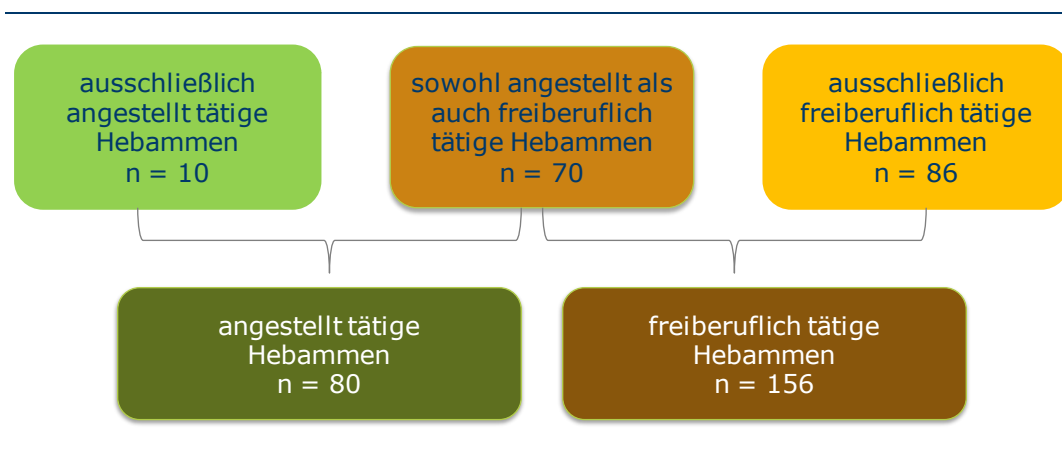 ausschließlich
angestellt tätige
Hebammen
n = 10
sowohl angestellt als
auch freiberuflich
tätige Hebammen
n = 70
ausschließlich
freiberuflich tätige
Hebammen
n = 86
angestellt tätige
Hebammen
n = 80
freiberuflich tätige
Hebammen
n = 156